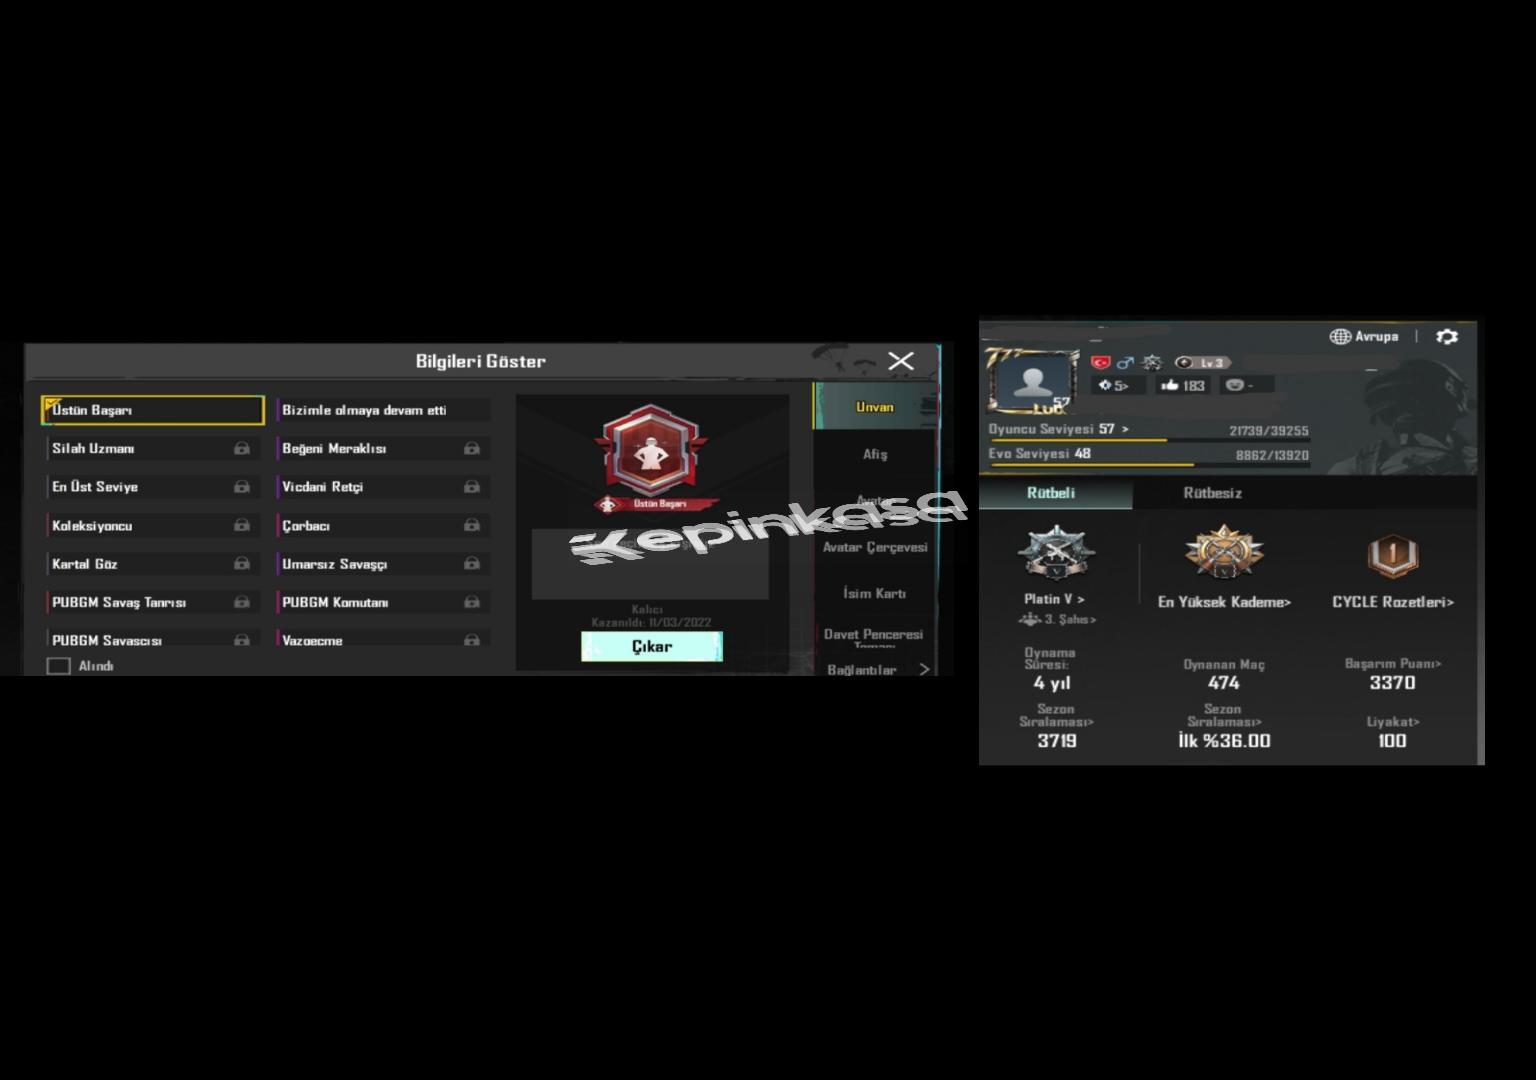 Bilgileri Göster
Üstün Başarı
Bizimle olmaya devam etti
Silah Uzmanı
Beğeni Meraklısı
En Üst Seviye
Vicdani Retçi
Koleksiyoncu
Çorbacı
Kartal Göz
Umarsız Savaşçı
PUBGM Savaş Tanrısı
PUBGM Komutanı
PUBGM Savaşçısı
Vazgeçme
Alındı
Üstün Başarı
Kalıcı
Kazanıldı: 11/03/2022
Çıkar
Unvan
Afiş
Avatar
Avatar Çerçevesi
İsim Kartı
Davet Penceresi
Bağlantılar
epinkasa
Avrupa
Lv.3
5>
183
-
57
Oyuncu Seviyesi 57 >
21739/39255
Evo Seviyesi 48
8862/13920
Rütbeli
Rütbesiz
Platin V >
3. Şahıs>
En Yüksek Kademe>
1
CYCLE Rozetleri>
Oynama Süresi:
4 yıl
Oynanan Maç
474
Başarım Puanı>
3370
Sezon Sıralaması>
3719
Sezon Sıralaması>
İlk %36.00
Liyakat>
100